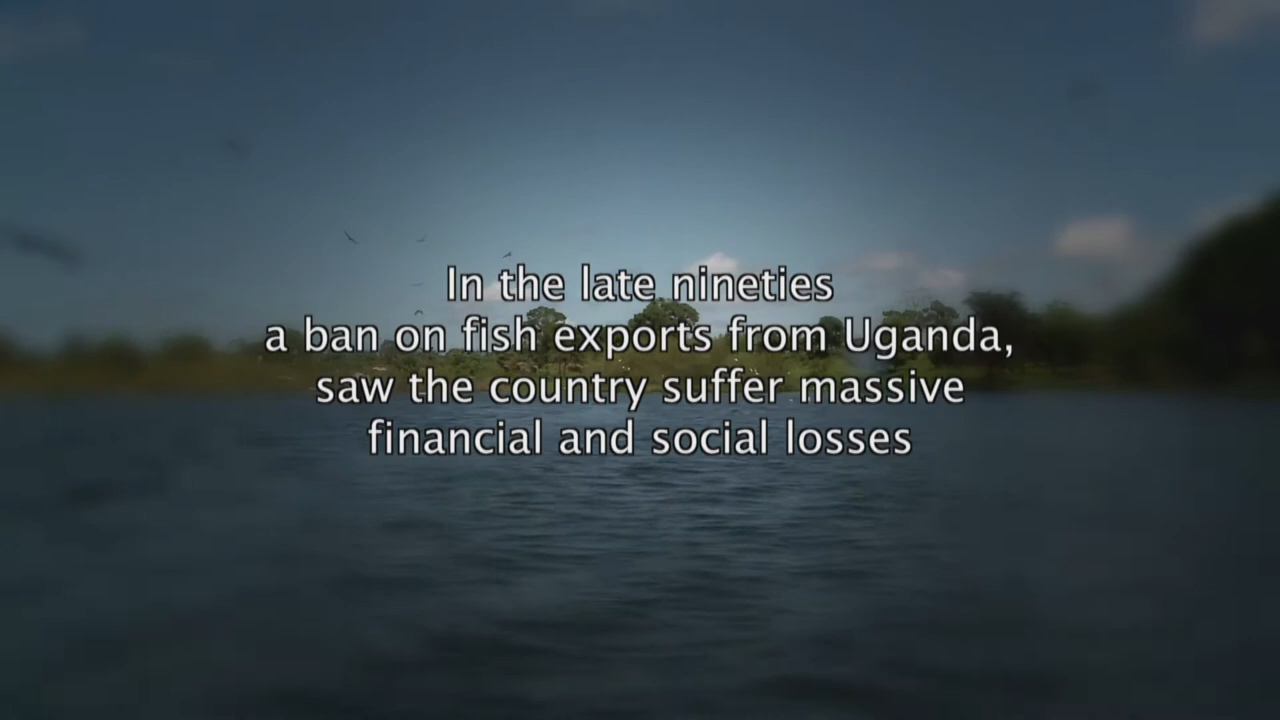 In the late nineties
a ban on fish exports from Uganda,
saw the country suffer massive
financial and social losses